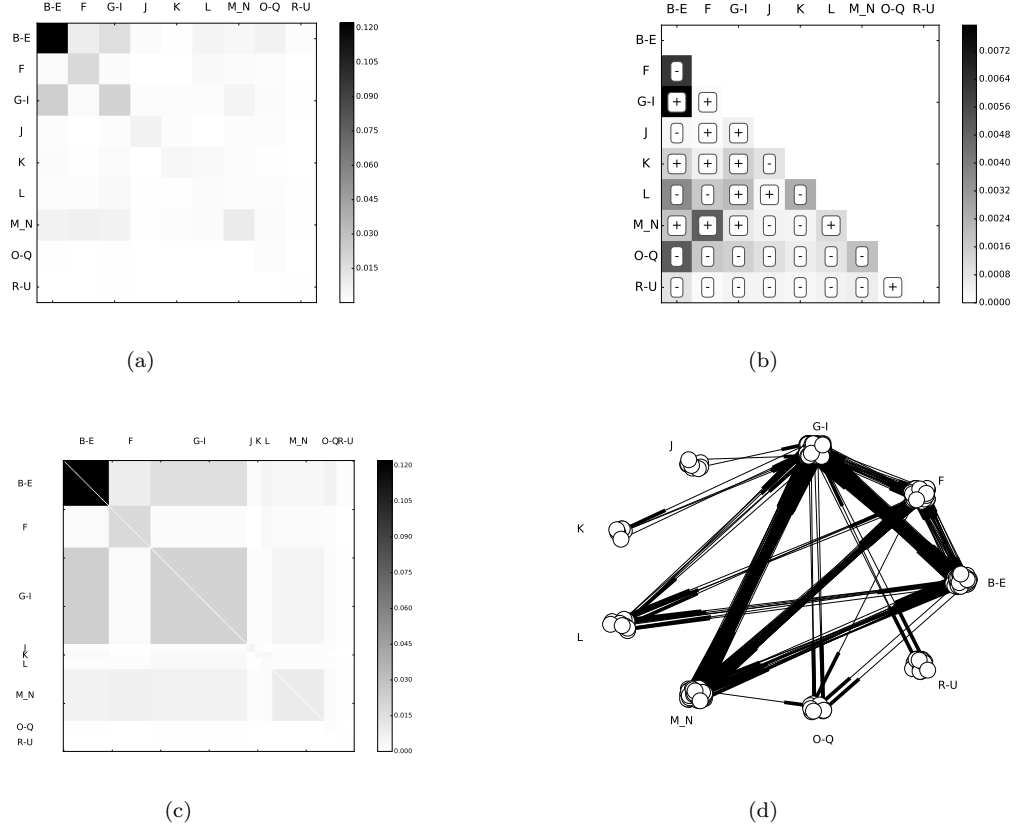 B-E F G-I J K L M_N O-Q R-U
B-E
F
G-I
J
K
L
M_N
O-Q
R-U
0.120
0.105
0.090
0.075
0.060
0.045
0.030
0.015
(a)
B-E F G-I J K L M_N O-Q R-U
B-E
F -
G-I + +
J - + +
K + + + -
L - - + + -
M_N + + + - - +
O-Q - - - - - - -
R-U - - - - - - - +
0.0072
0.0064
0.0056
0.0048
0.0040
0.0032
0.0024
0.0016
0.0008
0.0000
(b)
B-E F G-I J K L M_N O-Q R-U
B-E
F
G-I
J
K
L
M_N
O-Q
R-U
0.120
0.105
0.090
0.075
0.060
0.045
0.030
0.015
0.000
(c)
G-I
J
F
K
B-E
L
R-U
M_N
O-Q
(d)